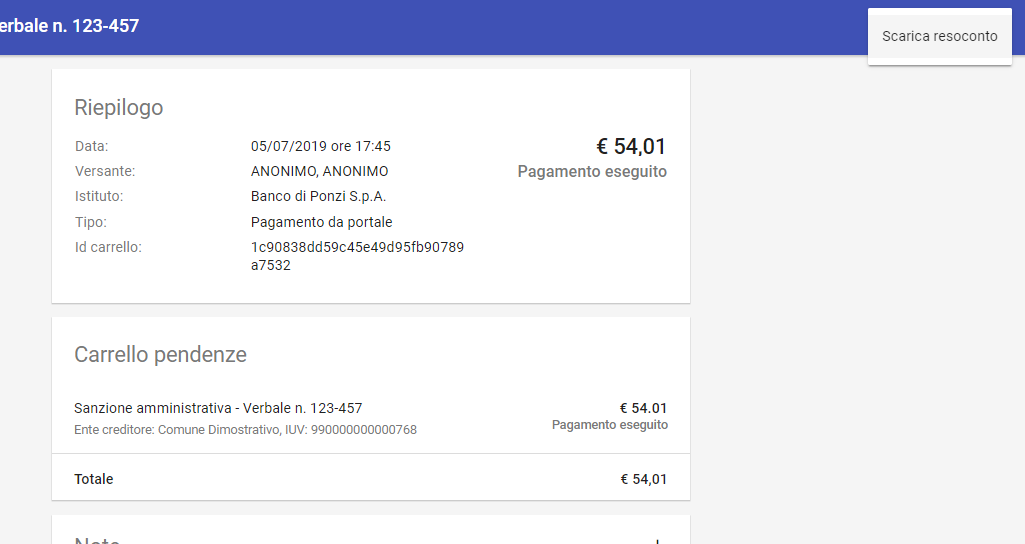 erbale n. 123-457
Scarica resoconto
Riepilogo
Data: 05/07/2019 ore 17:45
€ 54,01
Versante: ANONIMO, ANONIMO
Pagamento eseguito
Istituto: Banco di Ponzi S.p.A.
Tipo: Pagamento da portale
Id carrello: 1c90838dd59c45e49d95fb90789
a7532
Carrello pendenze
Sanzione amministrativa - Verbale n. 123-457 € 54.01
Ente creditore: Comune Dimostrativo, IUV: 990000000000768 Pagamento eseguito
Totale € 54,01